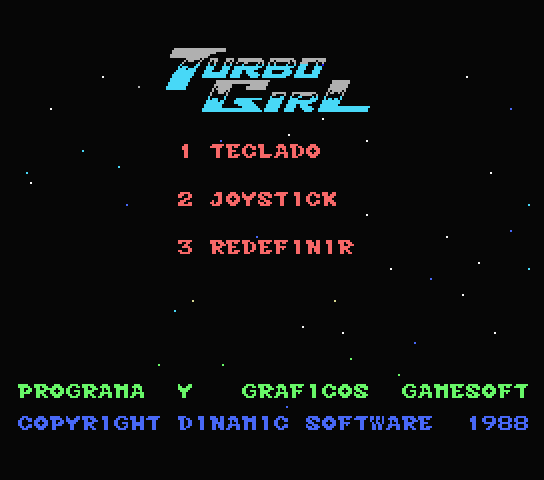 TURBO
GIRL
1 TECLADO
2 JOYSTICK
3 REDEFINIR
PROGRAMA Y GRAFICOS GAMESOFT
COPYRIGHT DINAMIC SOFTWARE 1988